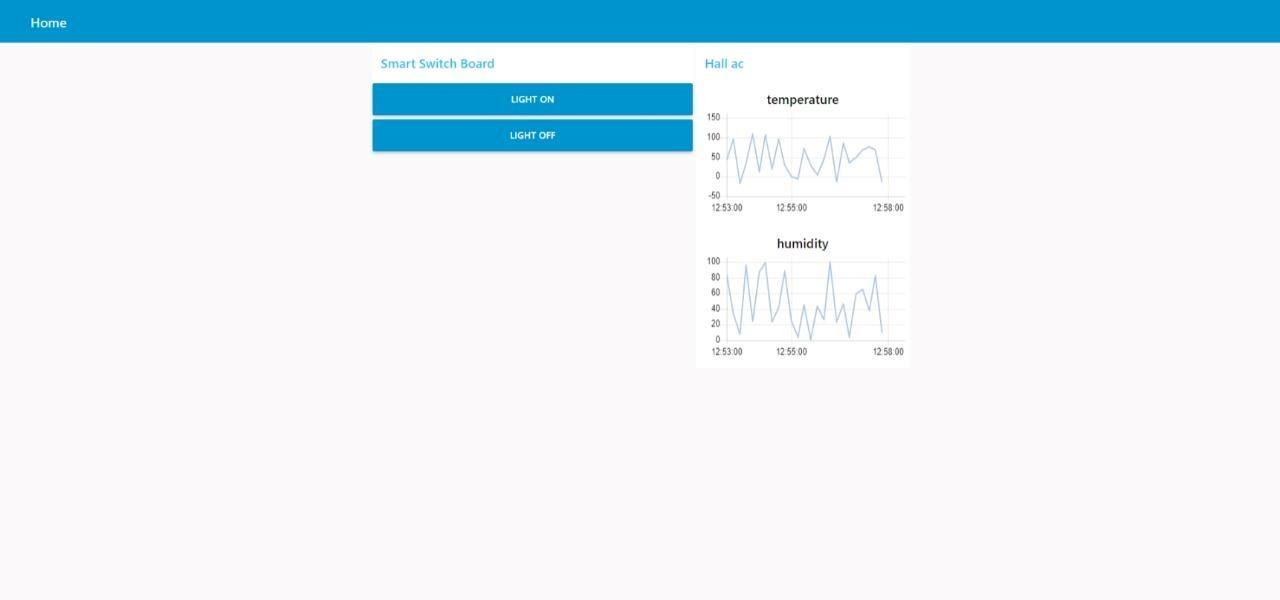 Home
Smart Switch Board
LIGHT ON
LIGHT OFF
Hall ac
temperature
150
100
50
0
-50
12:53:00 12:55:00 12:58:00
humidity
100
80
60
40
20
0
12:53:00 12:55:00 12:58:00